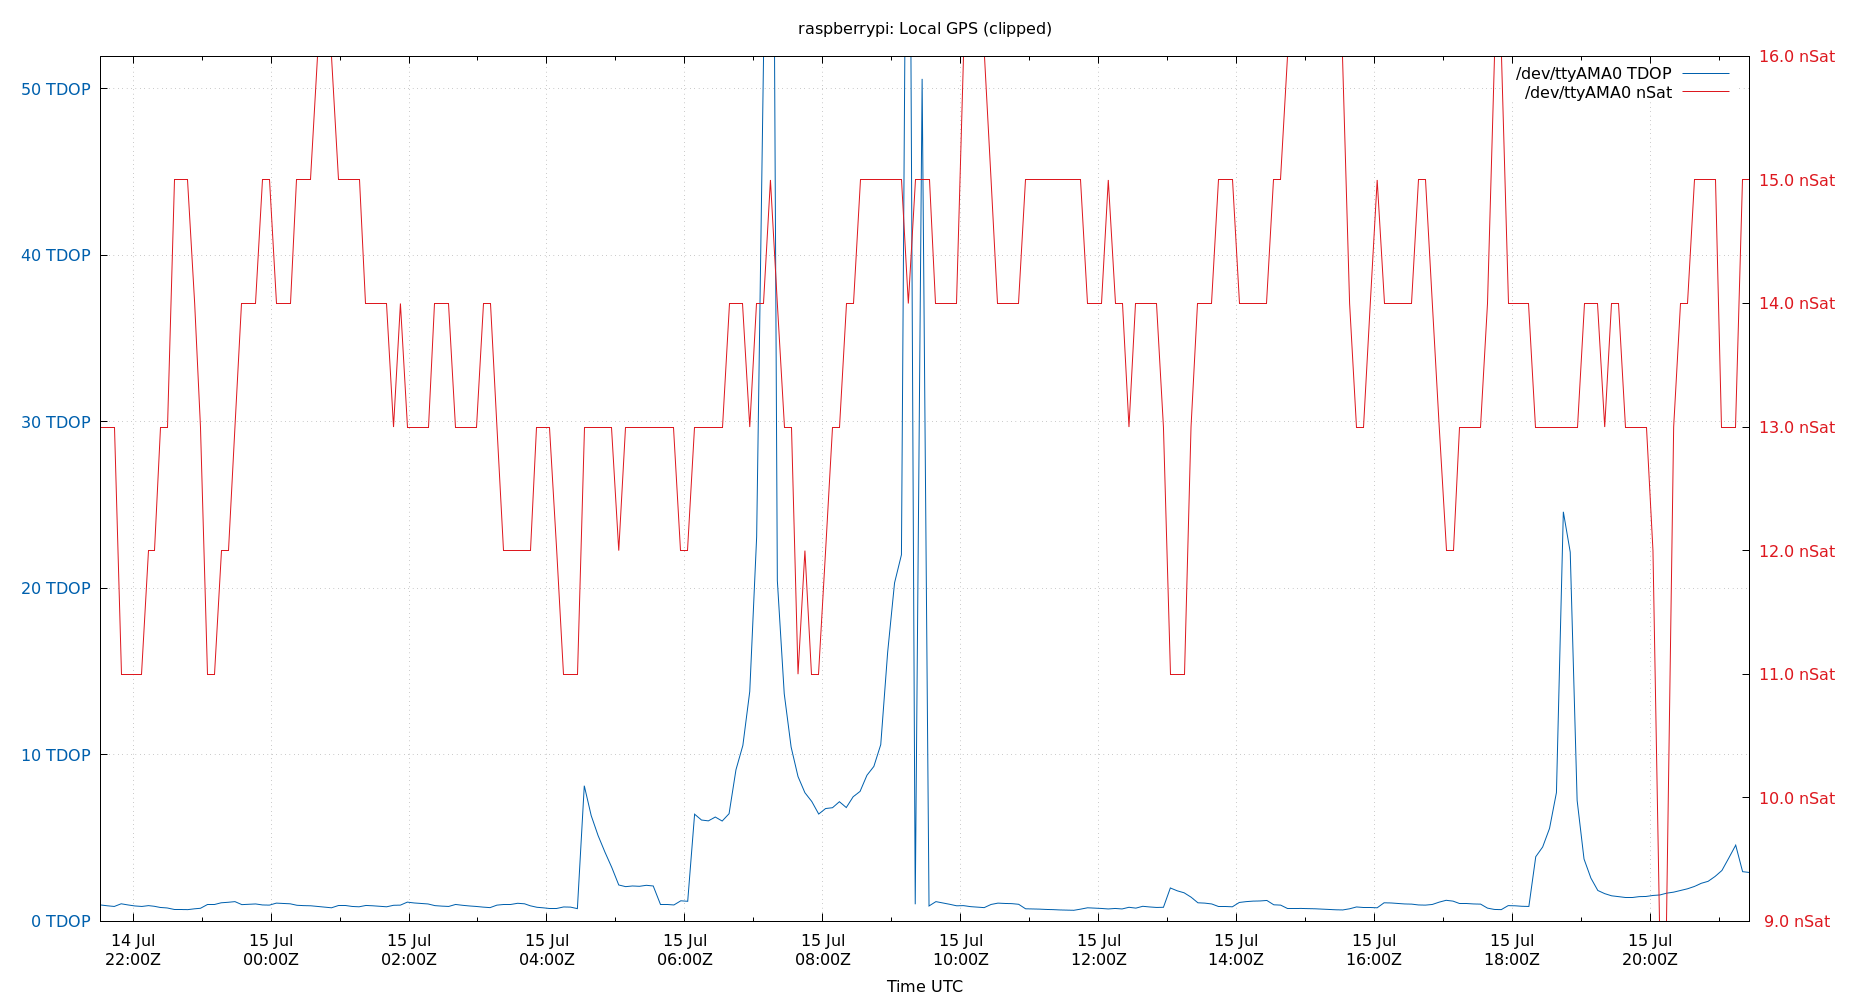 raspberrypi: Local GPS (clipped)
/dev/ttyAMA0 TDOP
/dev/ttyAMA0 nSat
50 TDOP
40 TDOP
30 TDOP
20 TDOP
10 TDOP
0 TDOP
16.0 nSat
15.0 nSat
14.0 nSat
13.0 nSat
12.0 nSat
11.0 nSat
10.0 nSat
9.0 nSat
14 Jul
22:00Z
15 Jul
00:00Z
15 Jul
02:00Z
15 Jul
04:00Z
15 Jul
06:00Z
15 Jul
08:00Z
15 Jul
10:00Z
15 Jul
12:00Z
15 Jul
14:00Z
15 Jul
16:00Z
15 Jul
18:00Z
15 Jul
20:00Z
Time UTC